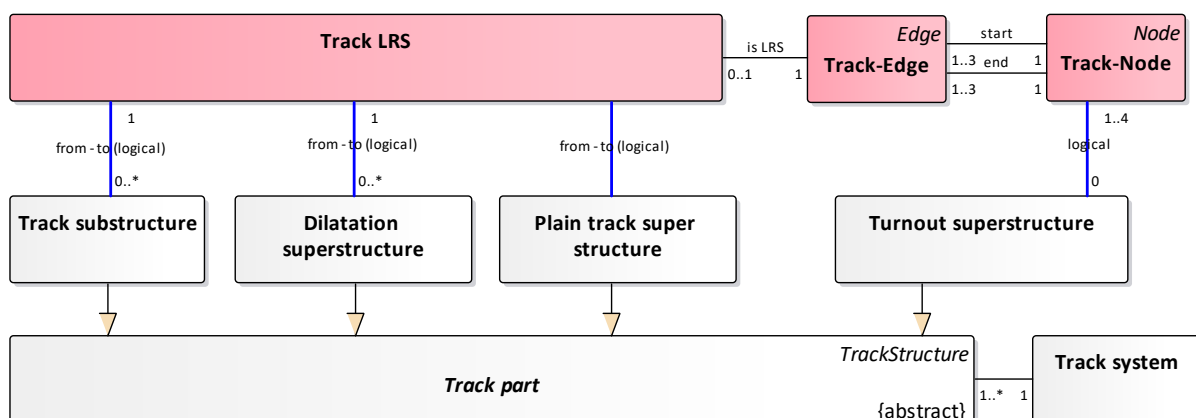 Track LRS
is LRS
0..1
1
Edge
Track-Edge
start
1..3
end
1
1..3
1
Node
Track-Node
1
from - to (logical)
0..*
1
from - to (logical)
0..*
from - to (logical)
1..4
logical
0
Track substructure
Dilatation
superstructure
Plain track super
structure
Turnout superstructure
TrackStructure
Track part
{abstract}
1..*
1
Track system